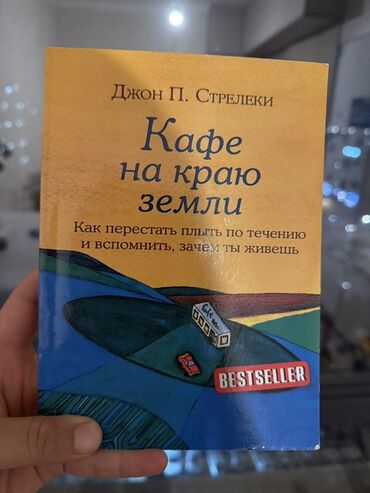 Джон П. Стрелеки
Кафе
на краю
земли
Как перестать плыть по течению
и вспомнить, зачем ты живешь
BESTSELLER